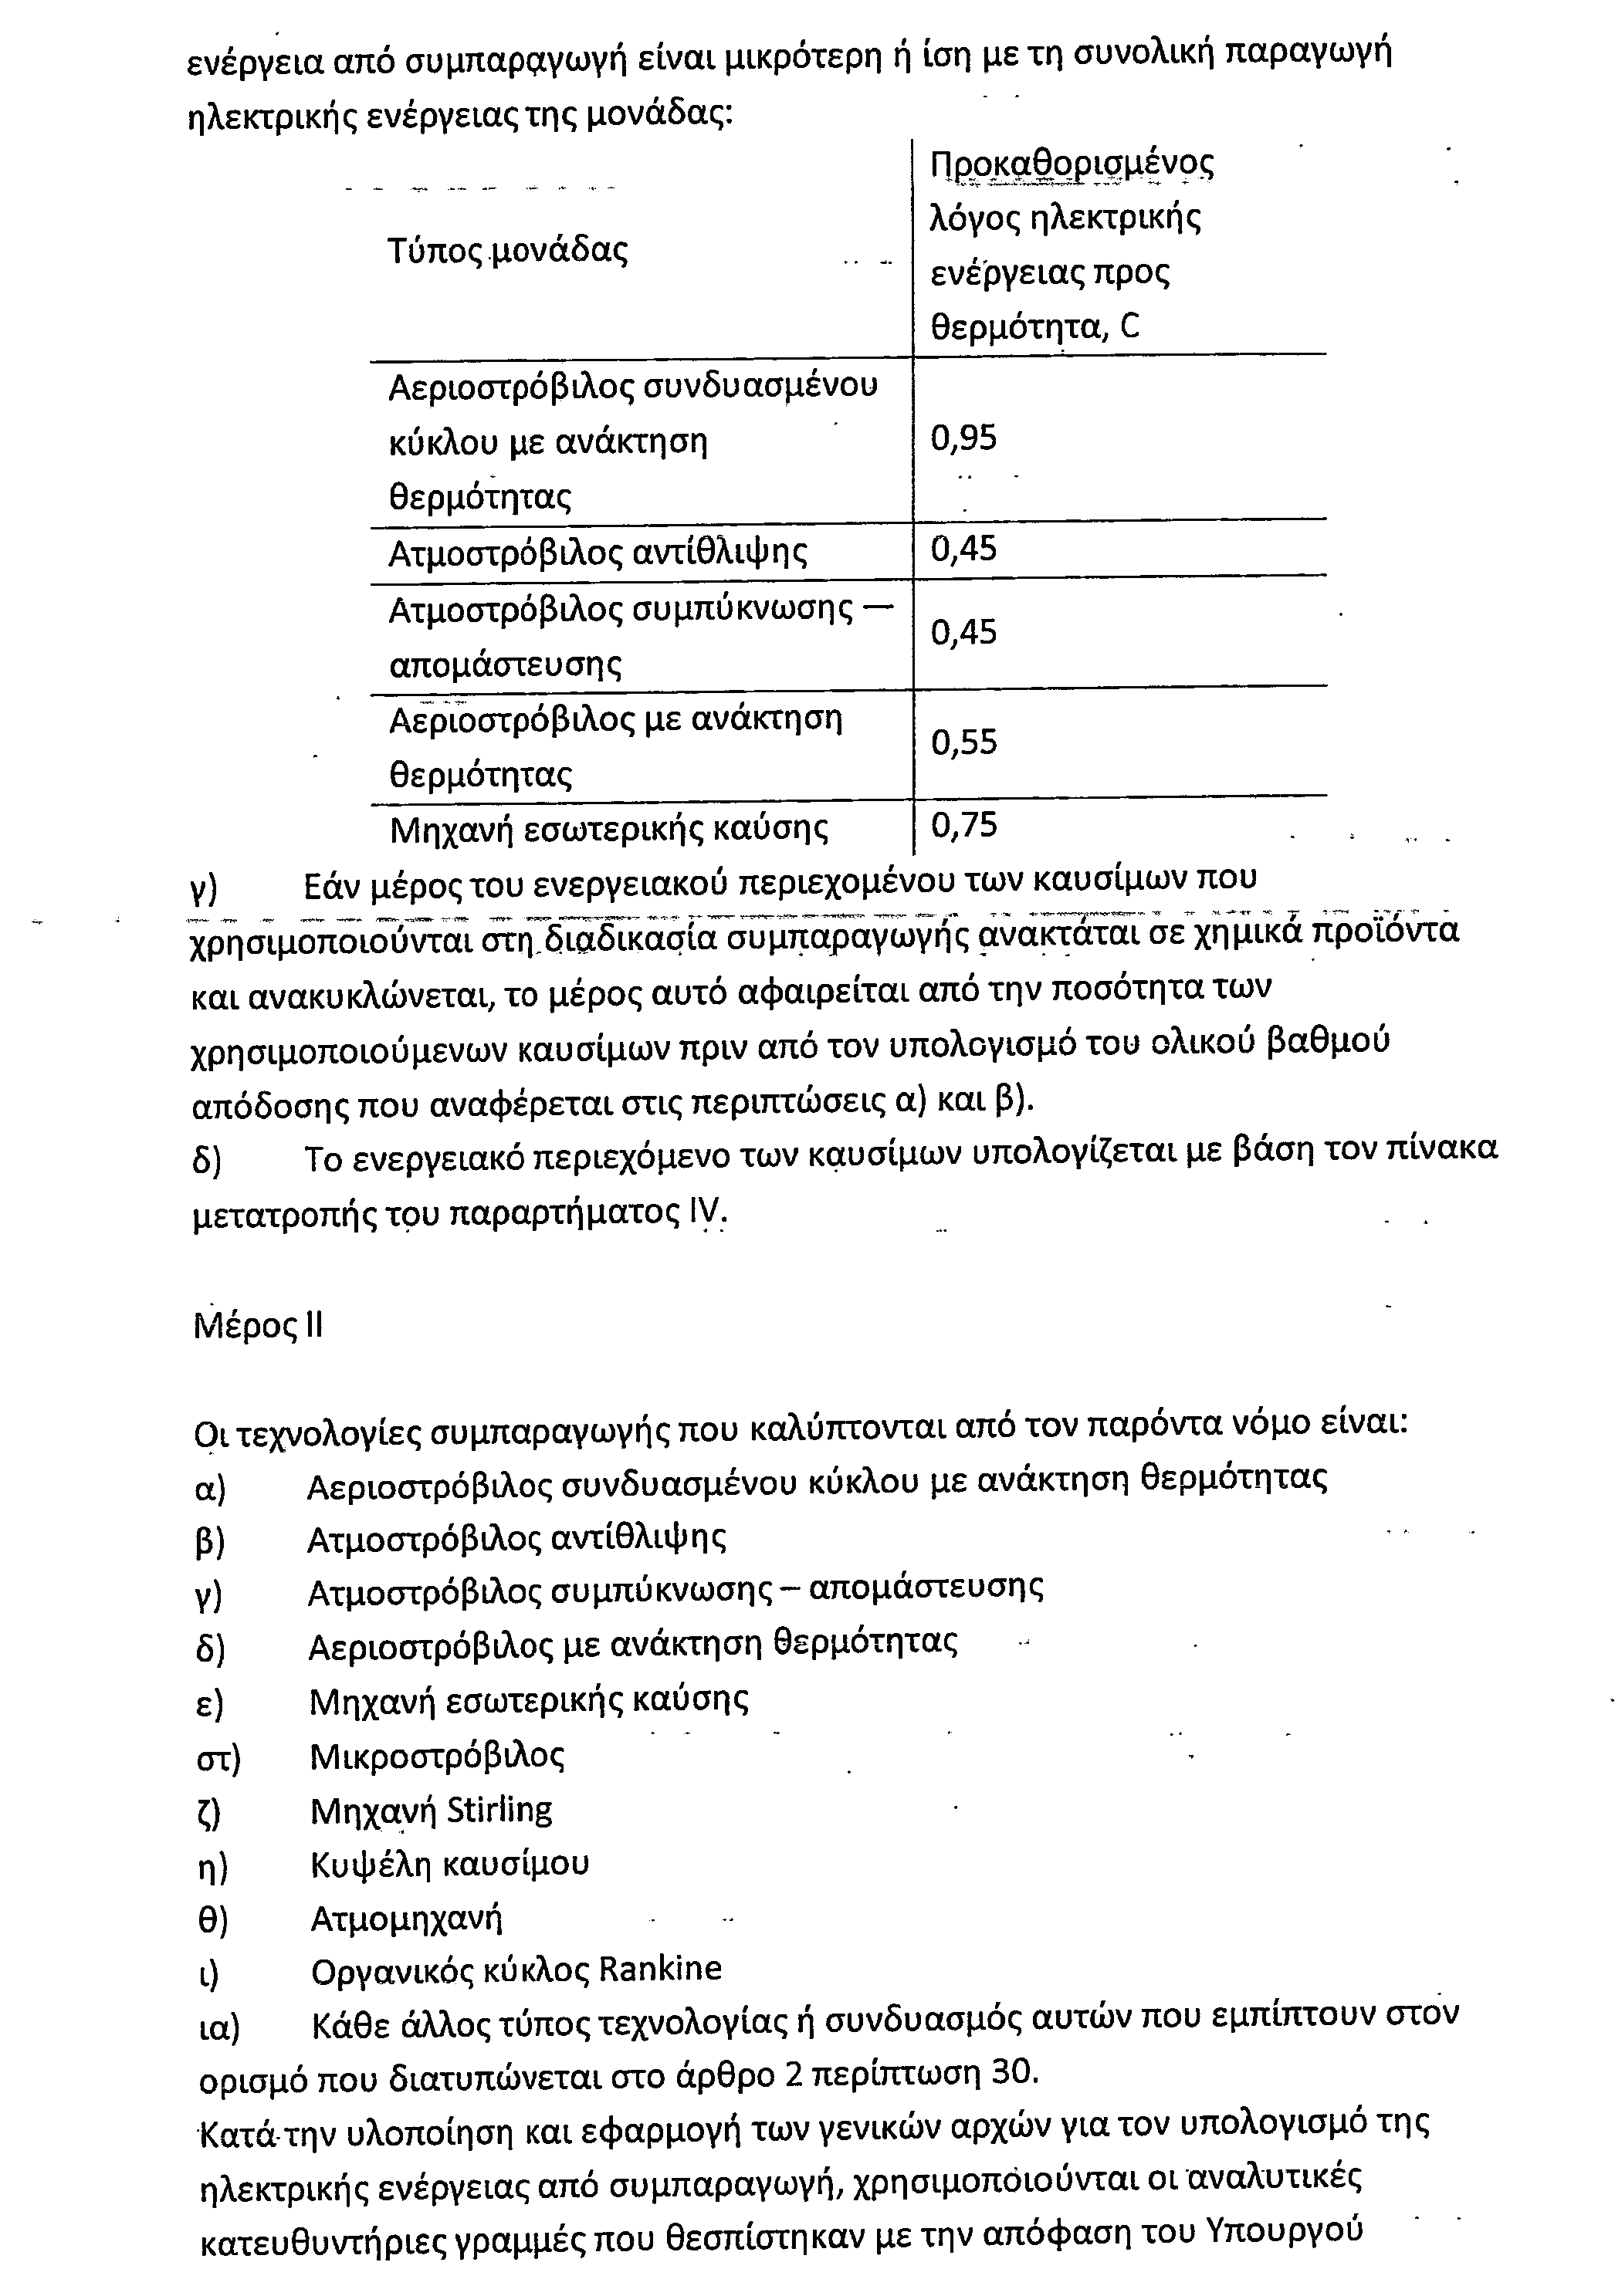 ενέργεια από συμπαραγωγή είναι μικρότερη ή ίση με τη συνολική παραγωγή
ηλεκτρικής ενέργειας της μονάδας:
Τύπος μονάδας
Προκαθορισμένος
λόγος ηλεκτρικής
ενέργειας προς
θερμότητα, C
Αεριοστρόβιλος συνδυασμένου
κύκλου με ανάκτηση
θερμότητας
0,95
Ατμοστρόβιλος αντίθλιψης
0,45
Ατμοστρόβιλος συμπύκνωσης —
απομάστευσης
0,45
Αεριοστρόβιλος με ανάκτηση
θερμότητας
0,55
Μηχανή εσωτερικής καύσης
0,75
γ) Εάν μέρος του ενεργειακού περιεχομένου των καυσίμων που
χρησιμοποιούνται στη διαδικασία συμπαραγωγής ανακτάται σε χημικά προϊόντα
και ανακυκλώνεται, το μέρος αυτό αφαιρείται από την ποσότητα των
χρησιμοποιούμενων καυσίμων πριν από τον υπολογισμό του ολικού βαθμού
απόδοσης που αναφέρεται στις περιπτώσεις α) και β).
δ) Το ενεργειακό περιεχόμενο των καυσίμων υπολογίζεται με βάση τον πίνακα
μετατροπής του παραρτήματος IV.
Μέρος II
Οι τεχνολογίες συμπαραγωγής που καλύπτονται από τον παρόντα νόμο είναι:
α) Αεριοστρόβιλος συνδυασμένου κύκλου με ανάκτηση θερμότητας
β) Ατμοστρόβιλος αντίθλιψης
γ) Ατμοστρόβιλος συμπύκνωσης – απομάστευσης
δ) Αεριοστρόβιλος με ανάκτηση θερμότητας
ε) Μηχανή εσωτερικής καύσης
στ) Μικροστρόβιλος
ζ) Μηχανή Stirling
η) Κυψέλη καυσίμου
θ) Ατμομηχανή
ι) Οργανικός κύκλος Rankine
ια) Κάθε άλλος τύπος τεχνολογίας ή συνδυασμός αυτών που εμπίπτουν στον
ορισμό που διατυπώνεται στο άρθρο 2 περίπτωση 30.
Κατά την υλοποίηση και εφαρμογή των γενικών αρχών για τον υπολογισμό της
ηλεκτρικής ενέργειας από συμπαραγωγή, χρησιμοποιούνται οι αναλυτικές
κατευθυντήριες γραμμές που θεσπίστηκαν με την απόφαση του Υπουργού